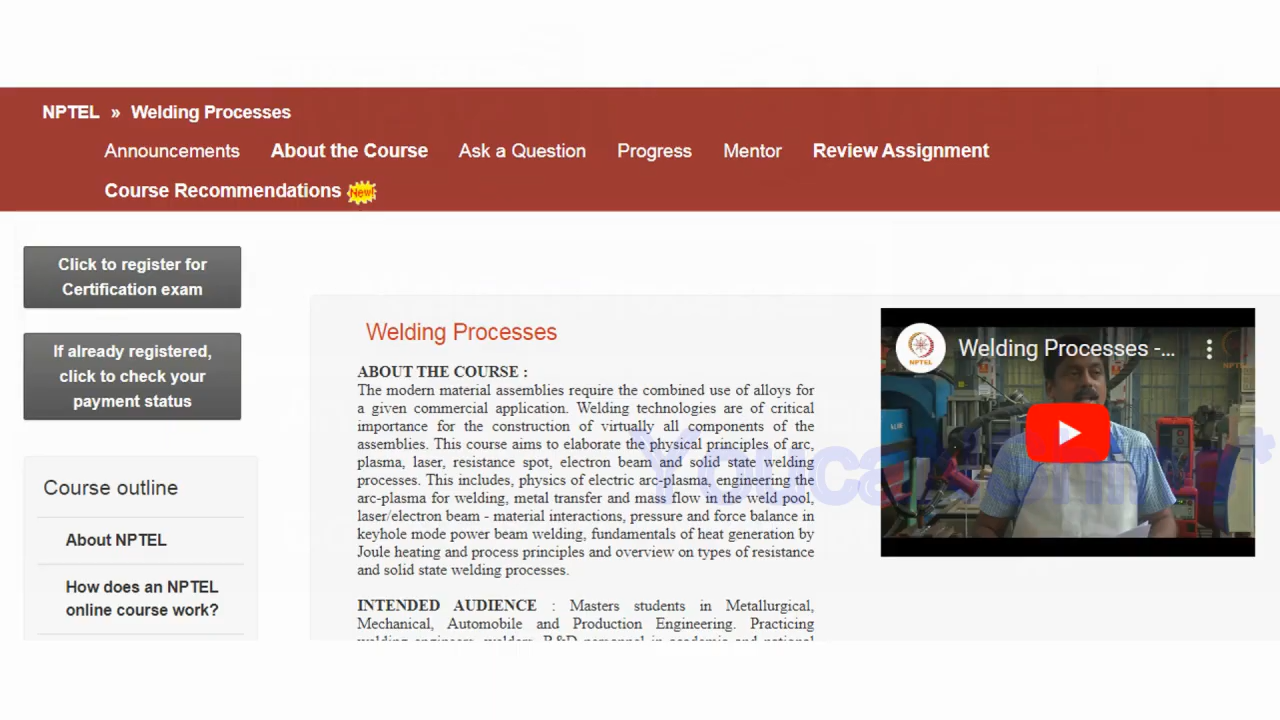 NPTEL » Welding Processes
Announcements About the Course Ask a Question Progress Mentor Review Assignment
Course Recommendations New!
Click to register for
Certification exam
If already registered,
click to check your
payment status
Course outline
About NPTEL
How does an NPTEL
online course work?
Welding Processes
ABOUT THE COURSE :
The modern material assemblies require the combined use of alloys for
a given commercial application. Welding technologies are of critical
importance for the construction of virtually all components of the
assemblies. This course aims to elaborate the physical principles of arc,
plasma, laser, resistance spot, electron beam and solid state welding
processes. This includes, physics of electric arc-plasma, engineering the
arc-plasma for welding, metal transfer and mass flow in the weld pool,
laser/electron beam - material interactions, pressure and force balance in
keyhole mode power beam welding, fundamentals of heat generation by
Joule heating and process principles and overview on types of resistance
and solid state welding processes.
INTENDED AUDIENCE : Masters students in Metallurgical,
Mechanical, Automobile and Production Engineering. Practicing
welding engineers, welders, R&D personnel in academic and national
NPTEL
Welding Processes -...
NPTEL